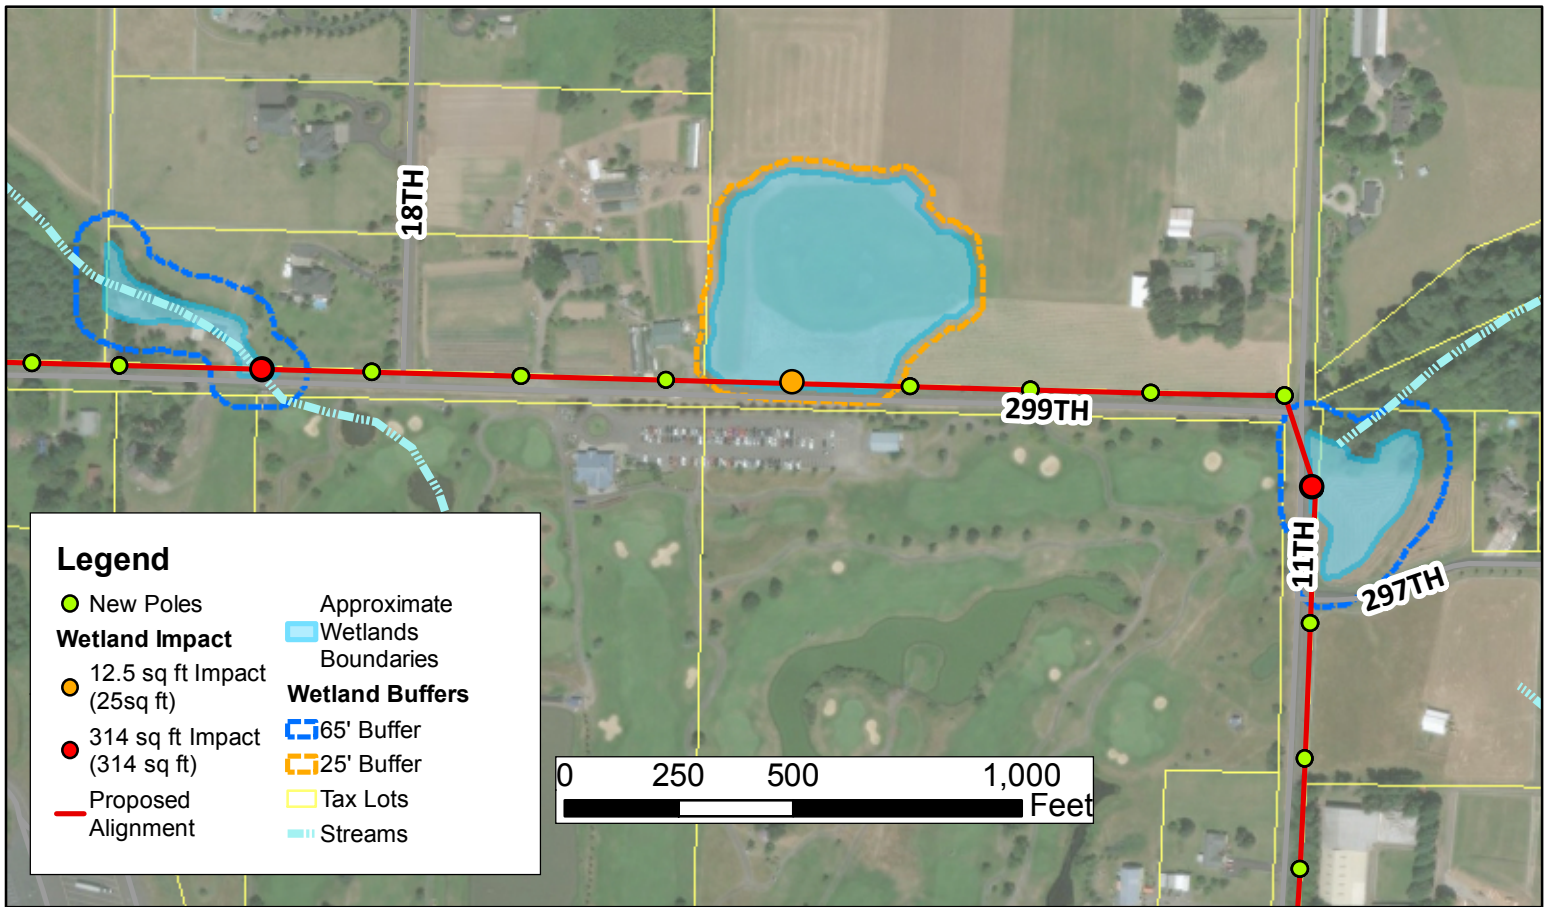 18TH
299TH
11TH
297TH
Legend
New Poles
Wetland Impact
12.5 sq ft Impact
(25sq ft)
314 sq ft Impact
(314 sq ft)
Proposed
Alignment
Approximate
Wetlands
Boundaries
Wetland Buffers
65' Buffer
25' Buffer
Tax Lots
Streams
0 250 500 1,000
Feet